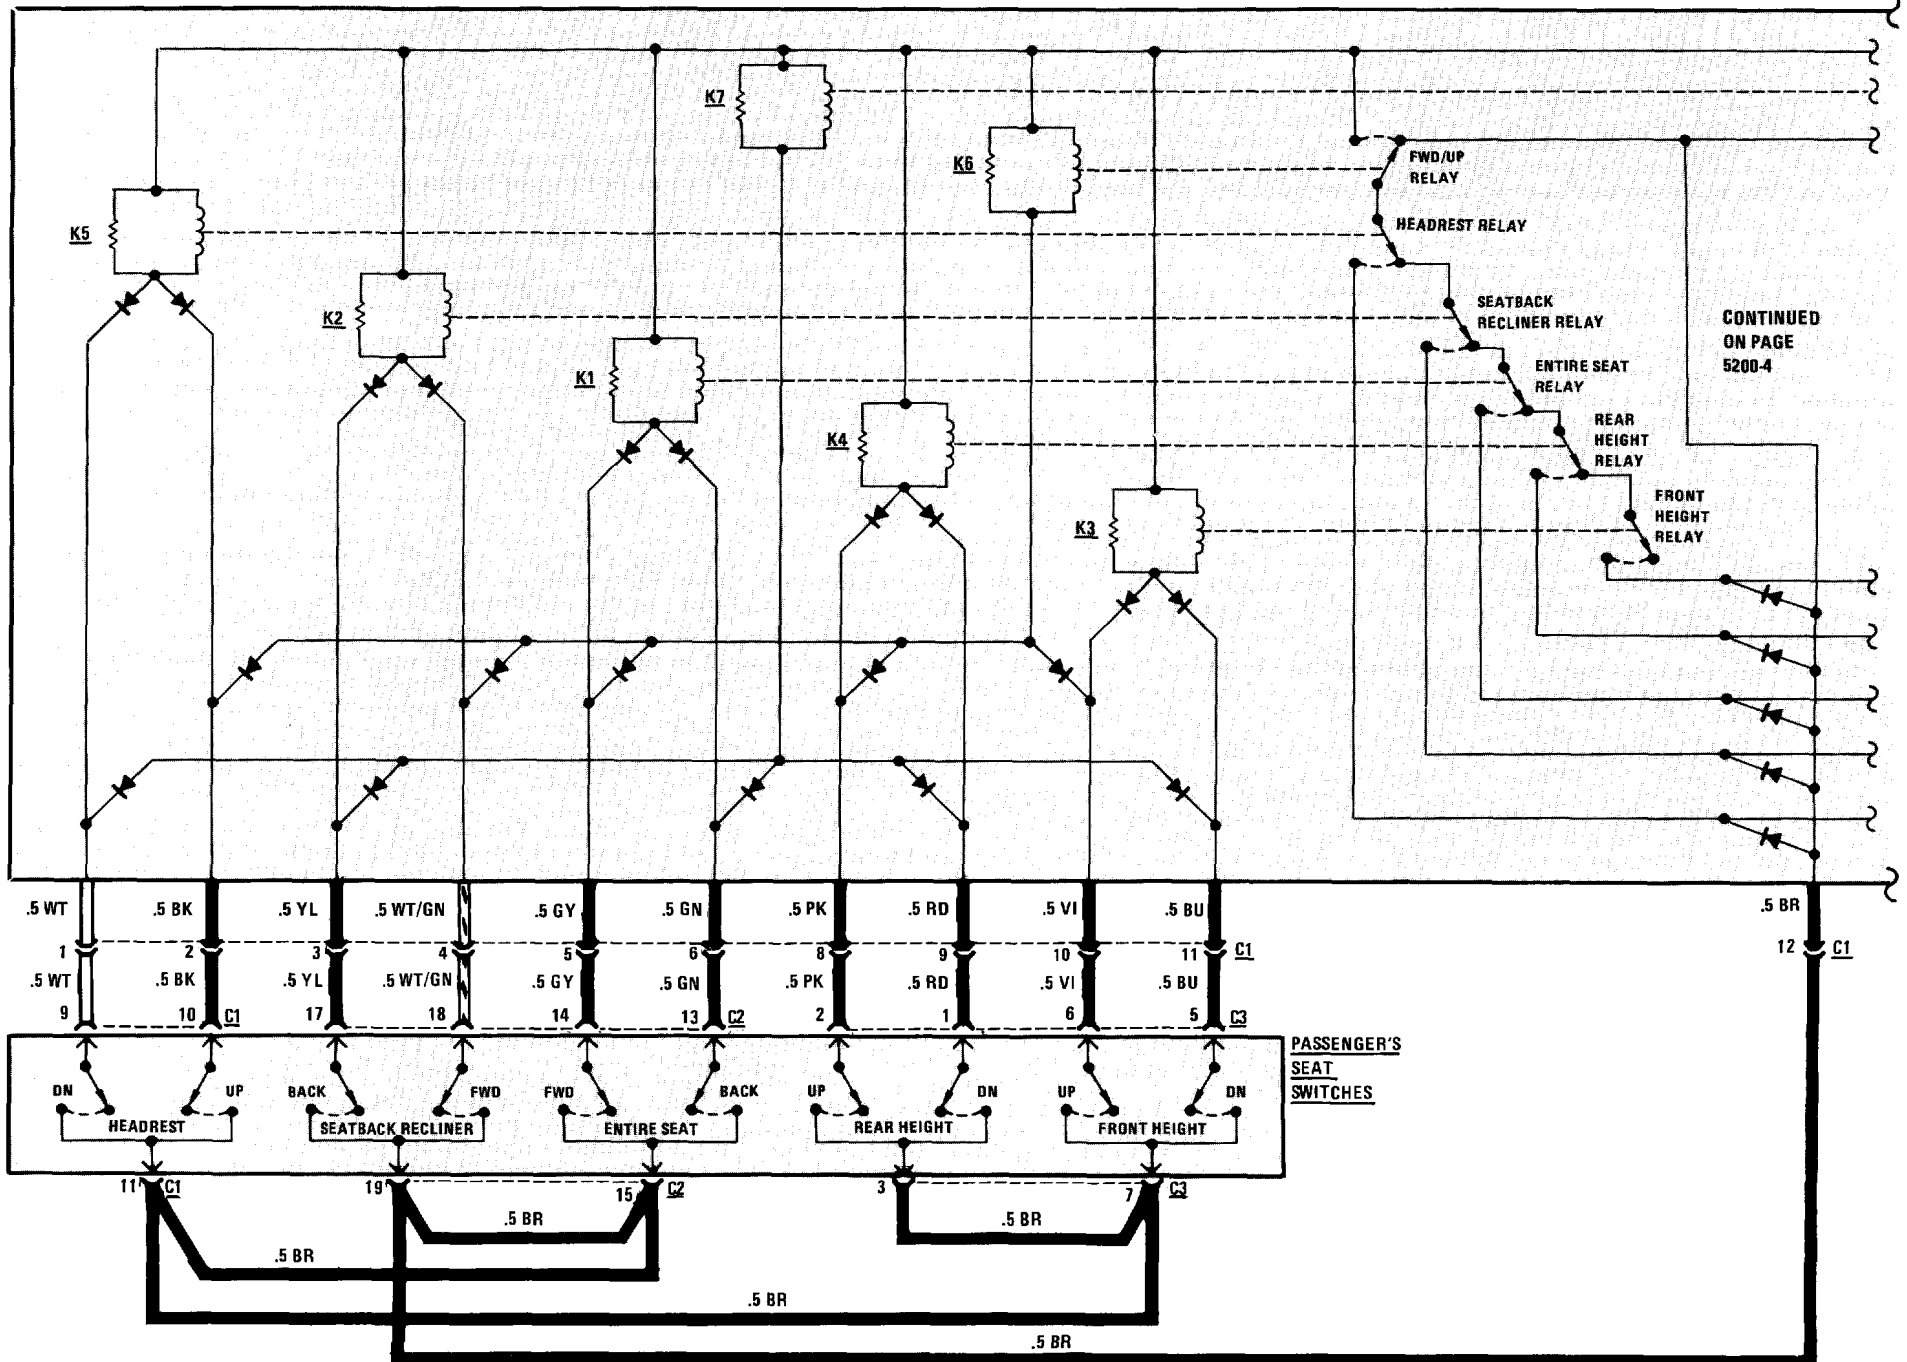 K7
K6
FWD/UP
RELAY
K5
HEADREST RELAY
K2
SEATBACK
RECLINER RELAY
CONTINUED
ON PAGE
5200-4
K1
ENTIRE SEAT
RELAY
K4
REAR
HEIGHT
RELAY
K3
FRONT
HEIGHT
RELAY
.5 WT .5 BK .5 YL .5 WT/GN .5 GY .5 GN .5 PK .5 RD .5 VI .5 BU .5 BR
1 2 3 4 5 6 8 9 10 11 C1 12 C1
.5 WT .5 BK .5 YL .5 WT/GN .5 GY .5 GN .5 PK .5 RD .5 VI .5 BU
9 10 C1 17 18 14 13 C2 2 1 6 5 C3
PASSENGER'S
SEAT
SWITCHES
DN UP BACK FWD FWD BACK UP DN UP DN
HEADREST SEATBACK RECLINER ENTIRE SEAT REAR HEIGHT FRONT HEIGHT
11 C1 19 15 C2 3 7 C3
.5 BR .5 BR
.5 BR
.5 BR
.5 BR